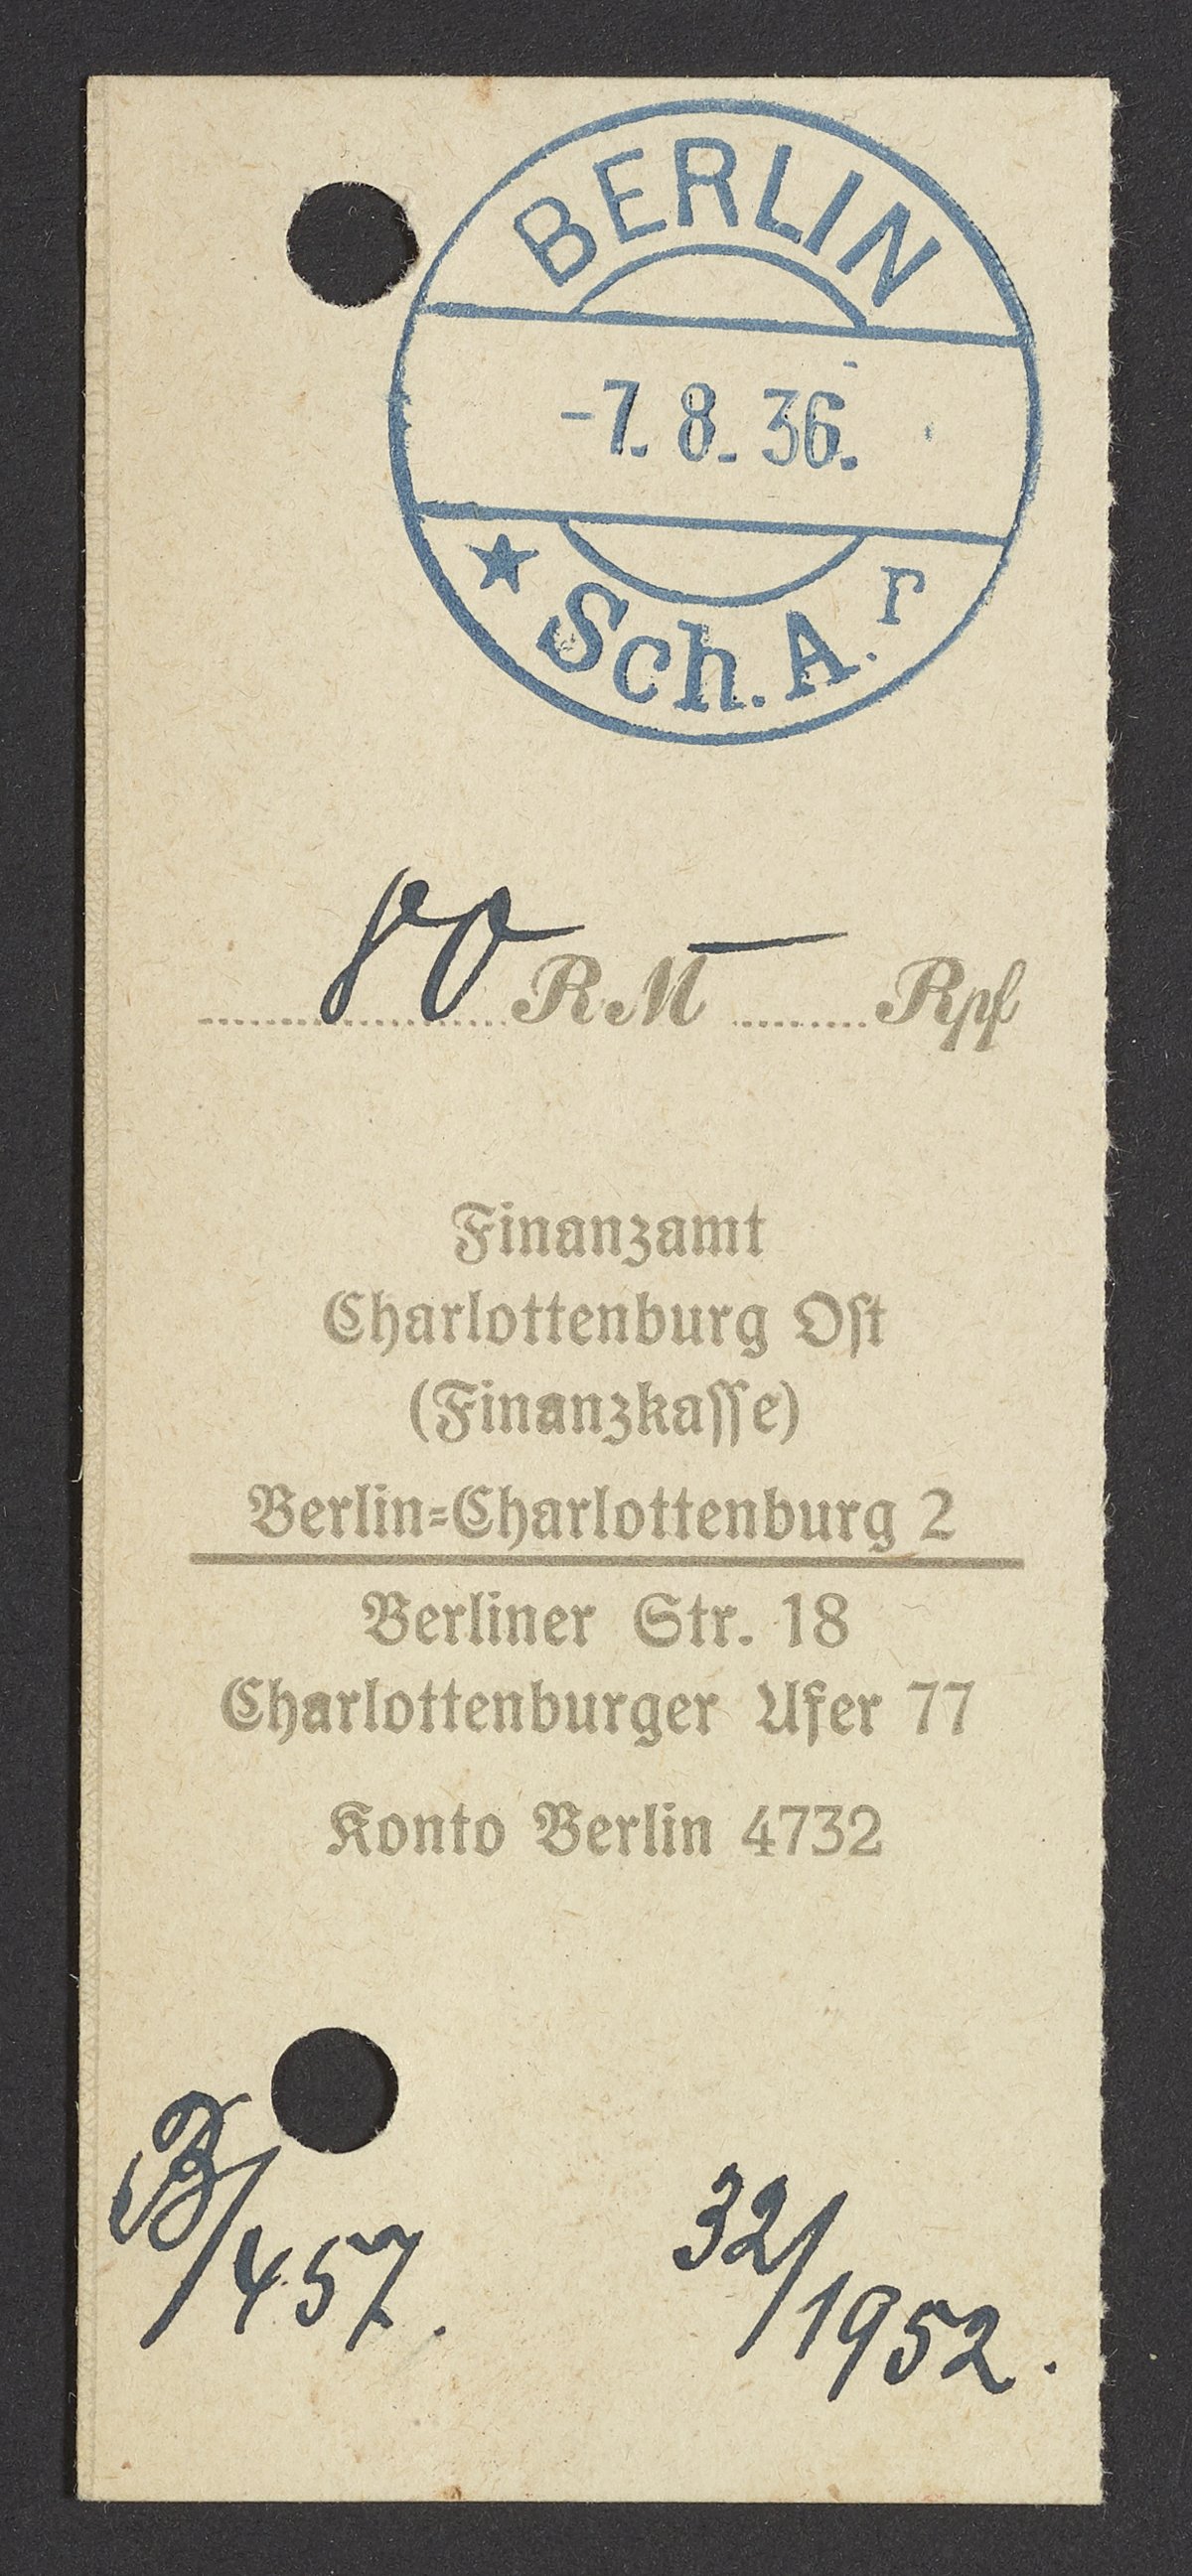 BERLIN
-7. 8. 36.
★ Sch. A. r
80 RM — Rpf
Finanzamt
Charlottenburg Oſt
(Finanzkaſſe)
Berlin=Charlottenburg 2
Berliner Str. 18
Charlottenburger Ufer 77
Konto Berlin 4732
B/457.
32/1952.